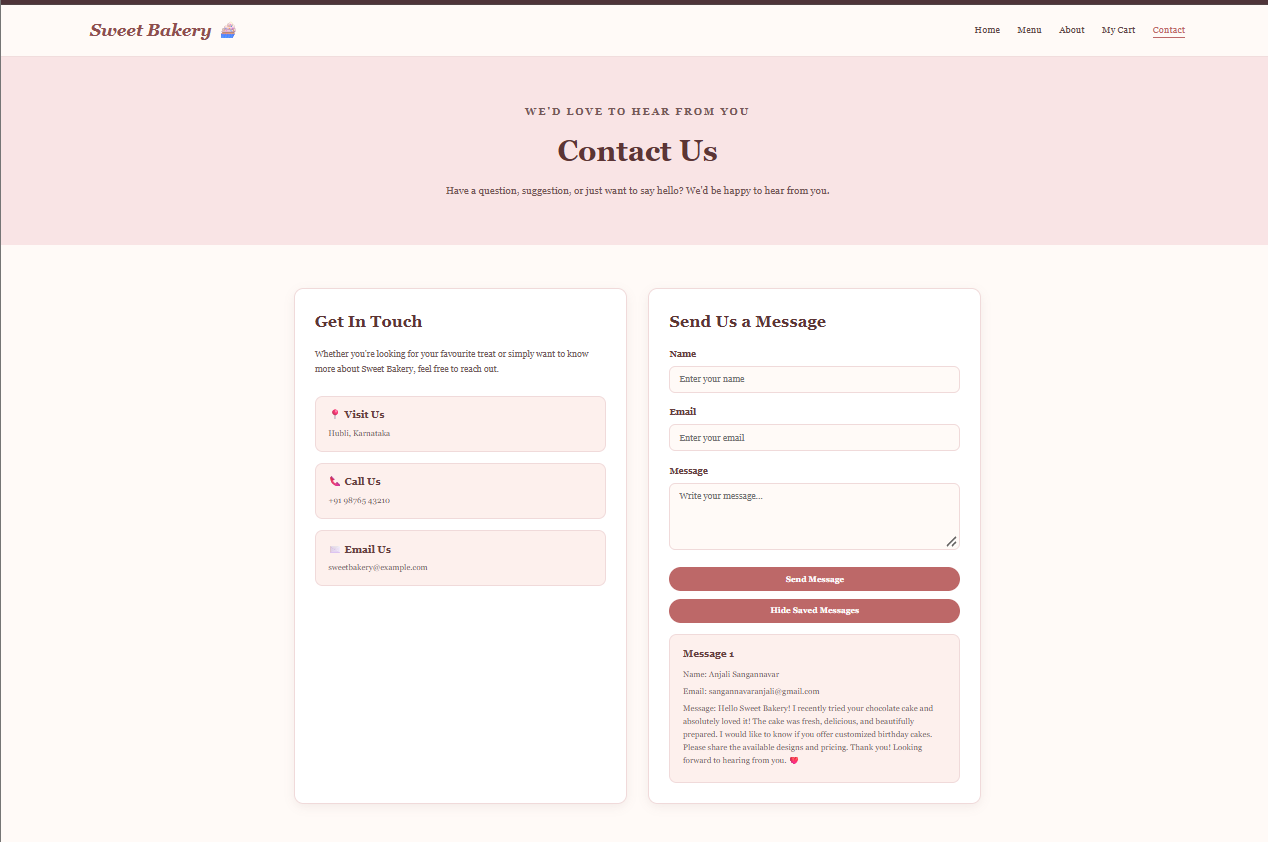 Sweet Bakery 🧁
Home Menu About My Cart Contact
WE'D LOVE TO HEAR FROM YOU
Contact Us
Have a question, suggestion, or just want to say hello? We'd be happy to hear from you.
Get In Touch
Whether you're looking for your favourite treat or simply want to know
more about Sweet Bakery, feel free to reach out.
📍 Visit Us
Hubli, Karnataka
📞 Call Us
+91 98765 43210
✉️ Email Us
sweetbakery@example.com
Send Us a Message
Name
Enter your name
Email
Enter your email
Message
Write your message...
Send Message
Hide Saved Messages
Message 1
Name: Anjali Sangannavar
Email: sangannavaranjali@gmail.com
Message: Hello Sweet Bakery! I recently tried your chocolate cake and
absolutely loved it! The cake was fresh, delicious, and beautifully
prepared. I would like to know if you offer customized birthday cakes.
Please share the available designs and pricing. Thank you! Looking
forward to hearing from you. ❤️